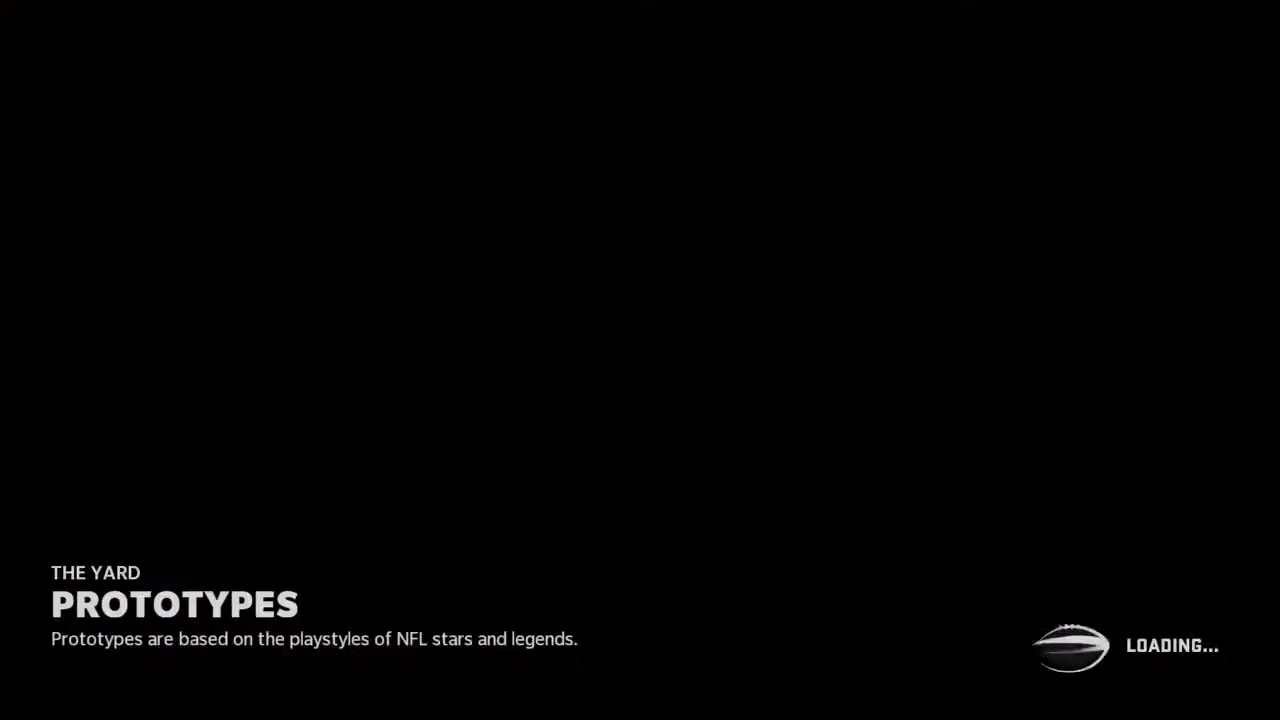 THE YARD
PROTOTYPES
Prototypes are based on the playstyles of NFL stars and legends.
LOADING...